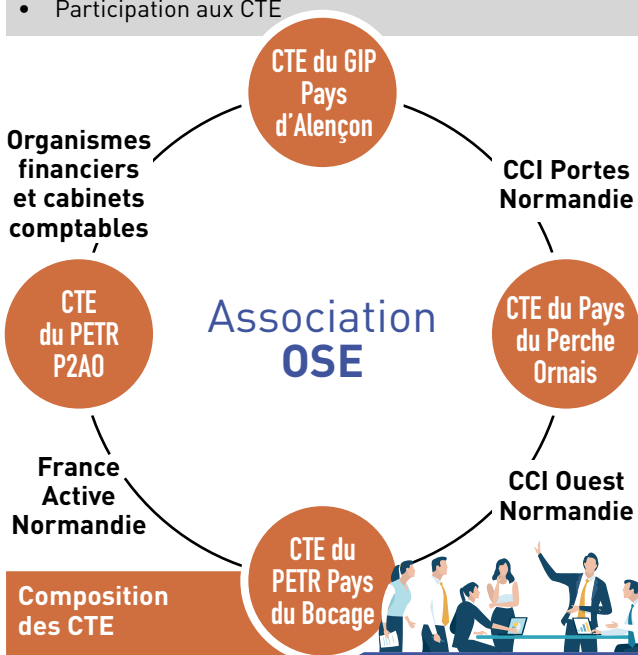 • Participation aux CTE
CTE du GIP
Pays
d'Alençon
Organismes
financiers
et cabinets
comptables
CCI Portes
Normandie
CTE
du PETR
P2AO
Association
OSE
CTE du Pays
du Perche
Ornais
France
Active
Normandie
CCI Ouest
Normandie
CTE du
PETR Pays
du Bocage
Composition
des CTE